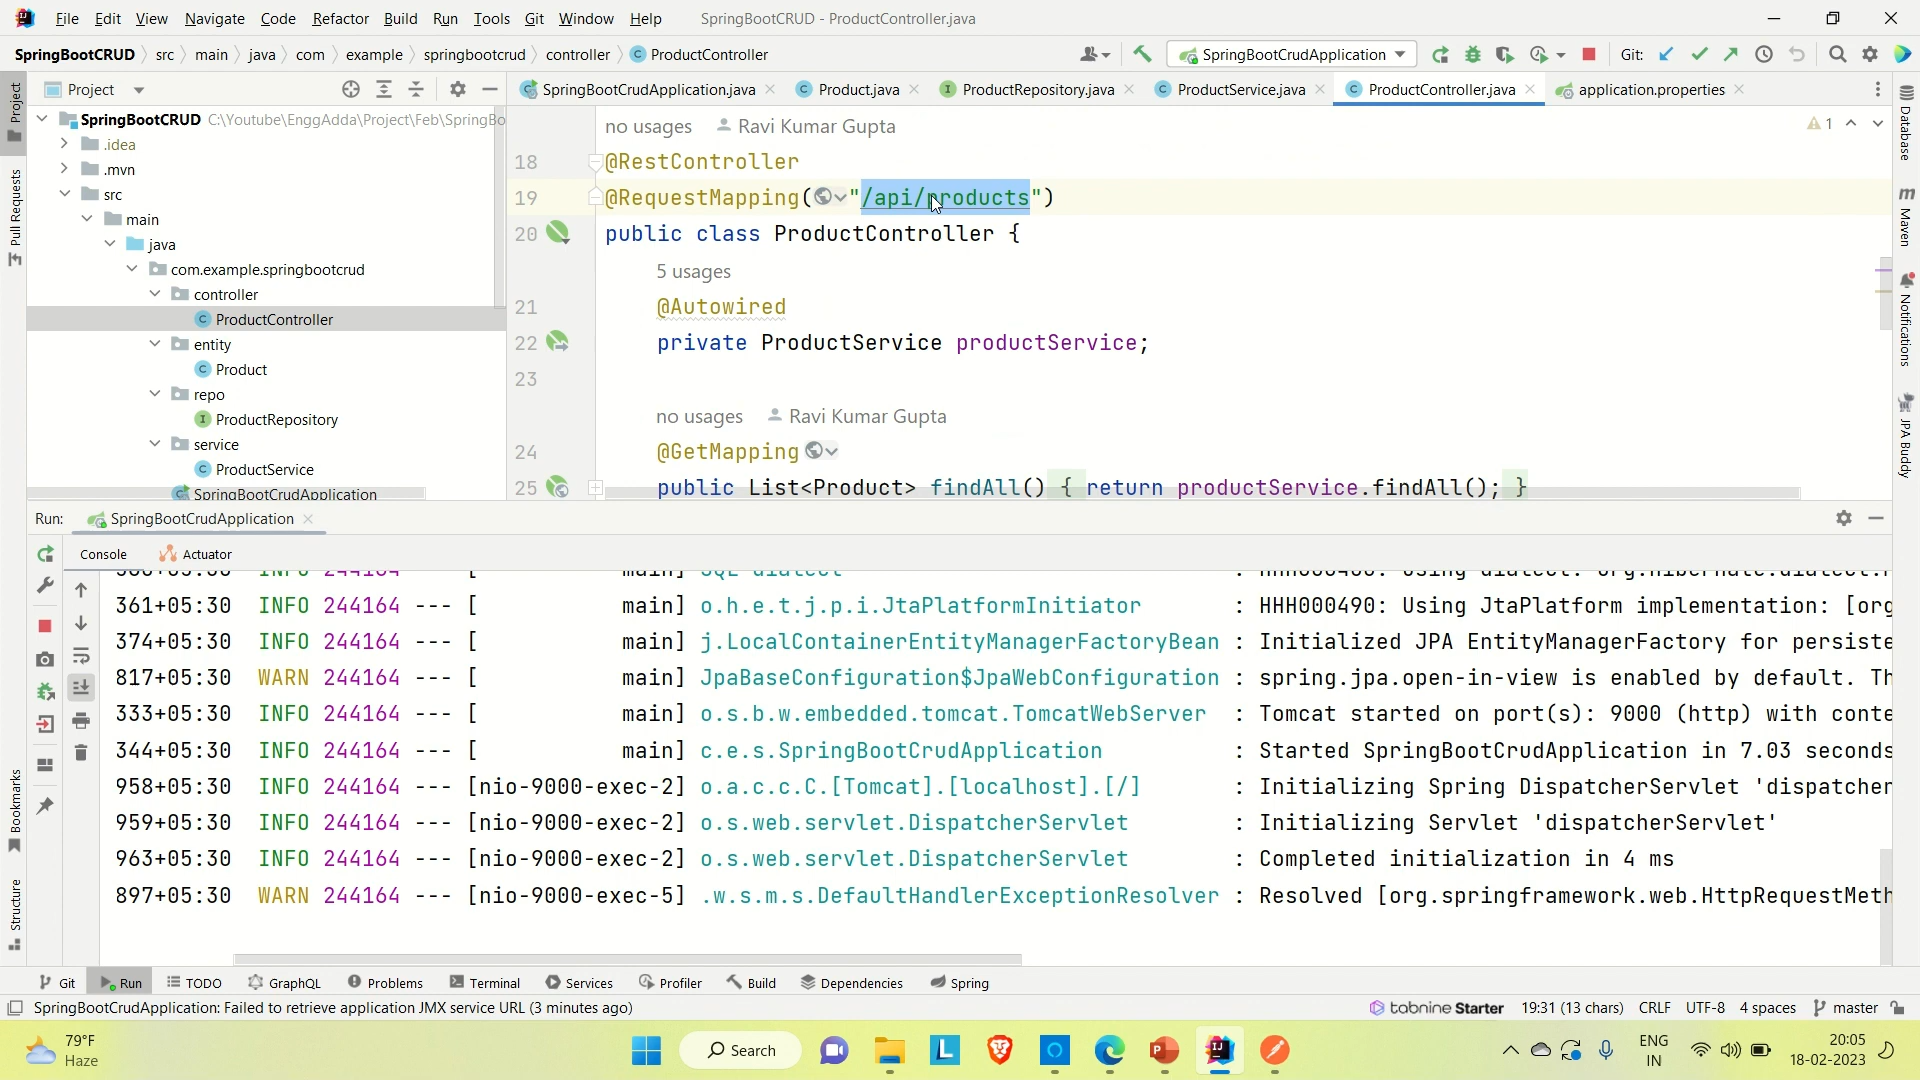 File Edit View Navigate Code Refactor Build Run Tools Git Window Help SpringBootCRUD - ProductController.java
SpringBootCRUD src main java com example springbootcrud controller ProductController SpringBootCrudApplication Git:
Project SpringBootCrudApplication.java Product.java ProductRepository.java ProductService.java ProductController.java application.properties
SpringBootCRUD C:\Youtube\EnggAdda\Project\Feb\SpringBo
.idea
.mvn
src
main
java
com.example.springbootcrud
controller
ProductController
entity
Product
repo
ProductRepository
service
ProductService
SpringBootCrudApplication
no usages Ravi Kumar Gupta
1
18 @RestController
19 @RequestMapping("/api/products")
20 public class ProductController {
5 usages
21 @Autowired
22 private ProductService productService;
23
no usages Ravi Kumar Gupta
24 @GetMapping
25 public List<Product> findAll() { return productService.findAll(); }
Project
Pull Requests
Bookmarks
Structure
Database
Maven
Notifications
JPA Buddy
Run: SpringBootCrudApplication
Console Actuator
361+05:30 INFO 244164 --- [ main] o.h.e.t.j.p.i.JtaPlatformInitiator : HHH000490: Using JtaPlatform implementation: [org
374+05:30 INFO 244164 --- [ main] j.LocalContainerEntityManagerFactoryBean : Initialized JPA EntityManagerFactory for persiste
817+05:30 WARN 244164 --- [ main] JpaBaseConfiguration$JpaWebConfiguration : spring.jpa.open-in-view is enabled by default. Th
333+05:30 INFO 244164 --- [ main] o.s.b.w.embedded.tomcat.TomcatWebServer : Tomcat started on port(s): 9000 (http) with conte
344+05:30 INFO 244164 --- [ main] c.e.s.SpringBootCrudApplication : Started SpringBootCrudApplication in 7.03 seconds
958+05:30 INFO 244164 --- [nio-9000-exec-2] o.a.c.c.C.[Tomcat].[localhost].[/] : Initializing Spring DispatcherServlet 'dispatcher
959+05:30 INFO 244164 --- [nio-9000-exec-2] o.s.web.servlet.DispatcherServlet : Initializing Servlet 'dispatcherServlet'
963+05:30 INFO 244164 --- [nio-9000-exec-2] o.s.web.servlet.DispatcherServlet : Completed initialization in 4 ms
897+05:30 WARN 244164 --- [nio-9000-exec-5] .w.s.m.s.DefaultHandlerExceptionResolver : Resolved [org.springframework.web.HttpRequestMeth
Git Run TODO GraphQL Problems Terminal Services Profiler Build Dependencies Spring
SpringBootCrudApplication: Failed to retrieve application JMX service URL (3 minutes ago) tabnine Starter 19:31 (13 chars) CRLF UTF-8 4 spaces master
79°F
Haze
Search
ENG
IN
20:05
18-02-2023